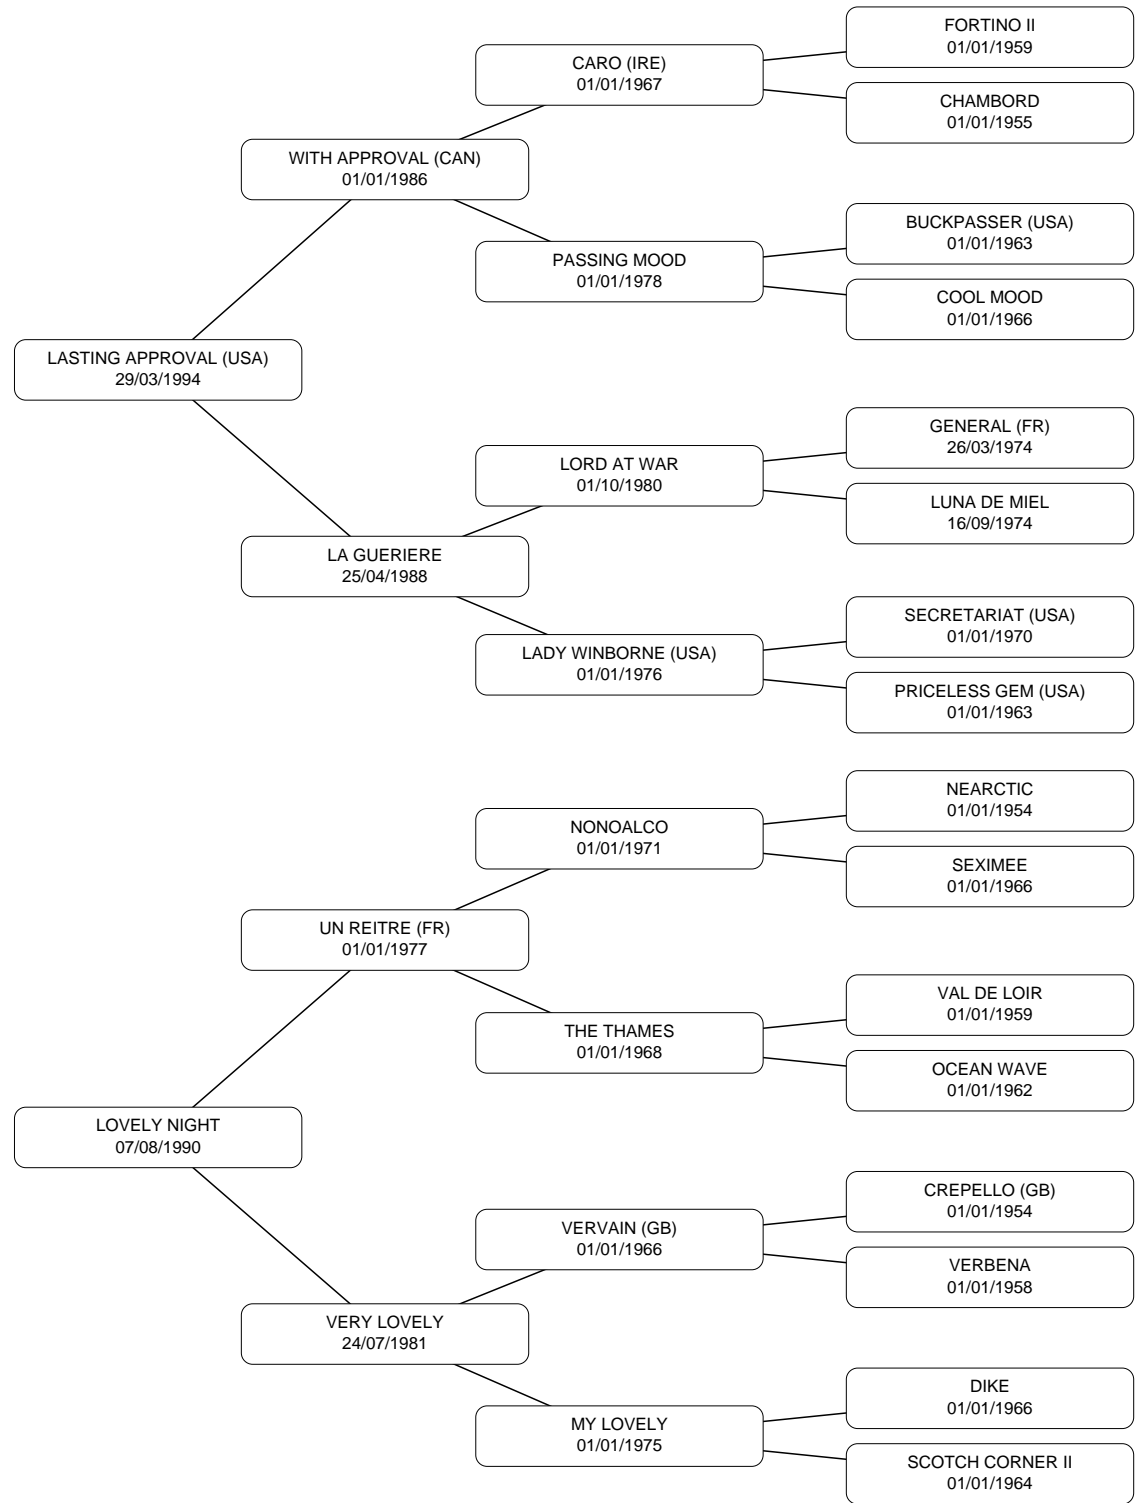 FORTINO II
01/01/1959
CARO (IRE)
01/01/1967
CHAMBORD
01/01/1955
WITH APPROVAL (CAN)
01/01/1986
BUCKPASSER (USA)
01/01/1963
PASSING MOOD
01/01/1978
COOL MOOD
01/01/1966
LASTING APPROVAL (USA)
29/03/1994
GENERAL (FR)
26/03/1974
LORD AT WAR
01/10/1980
LUNA DE MIEL
16/09/1974
LA GUERIERE
25/04/1988
SECRETARIAT (USA)
01/01/1970
LADY WINBORNE (USA)
01/01/1976
PRICELESS GEM (USA)
01/01/1963
NEARCTIC
01/01/1954
NONOALCO
01/01/1971
SEXIMEE
01/01/1966
UN REITRE (FR)
01/01/1977
VAL DE LOIR
01/01/1959
THE THAMES
01/01/1968
OCEAN WAVE
01/01/1962
LOVELY NIGHT
07/08/1990
CREPELLO (GB)
01/01/1954
VERVAIN (GB)
01/01/1966
VERBENA
01/01/1958
VERY LOVELY
24/07/1981
DIKE
01/01/1966
MY LOVELY
01/01/1975
SCOTCH CORNER II
01/01/1964